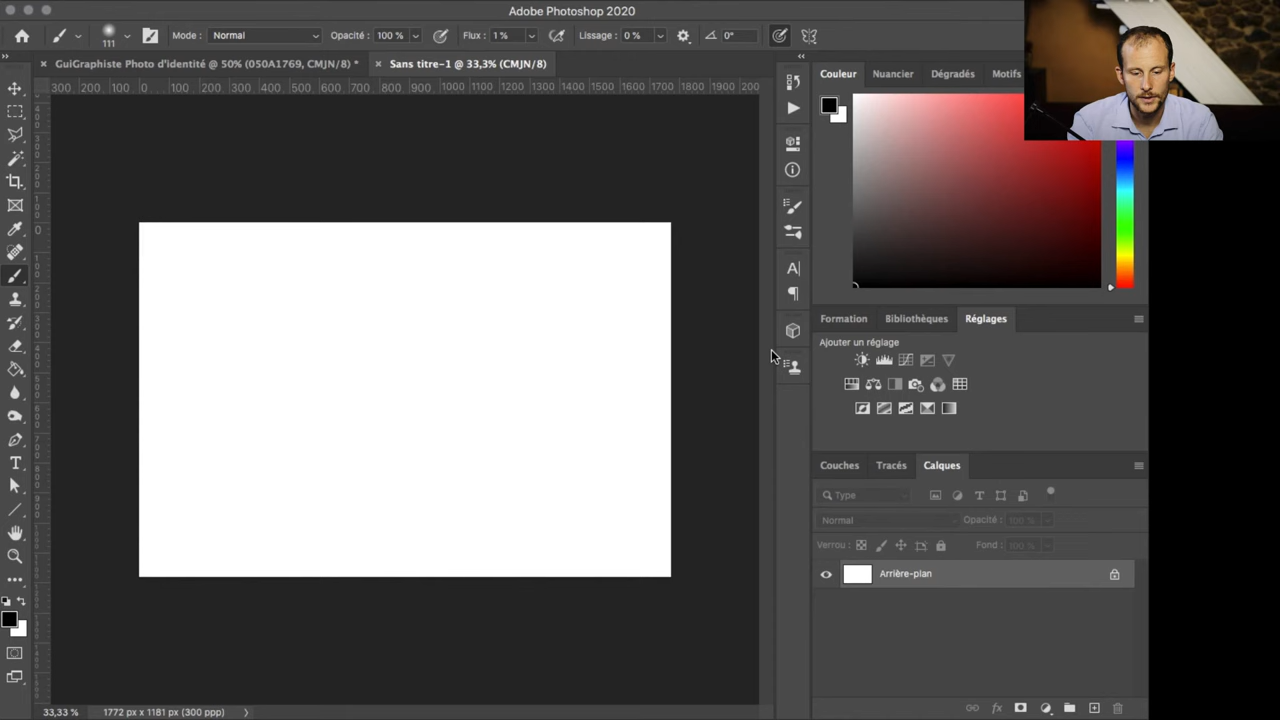 Adobe Photoshop 2020
111
Mode : Normal
Opacité : 100 %
Flux : 1 %
Lissage : 0 %
0°
GuiGraphiste Photo d'identité @ 50% (050A1769, CMJN/8) *
Sans titre-1 @ 33,3% (CMJN/8)
300 200 100 0 100 200 300 400 500 600 700 800 900 1000 1100 1200 1300 1400 1500 1600 1700 1800 1900 200
Couleur
Nuancier
Dégradés
Motifs
Formation
Bibliothèques
Réglages
Ajouter un réglage
Couches
Tracés
Calques
Type
Normal
Opacité : 100 %
Verrou :
Fond : 100 %
Arrière-plan
33,33 %
1772 px x 1181 px (300 ppp)